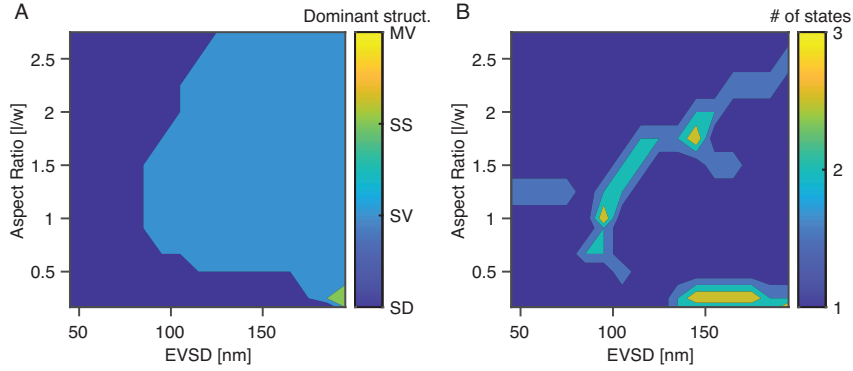 A
Dominant struct.
MV
SS
SV
SD
2.5
2
1.5
1
0.5
Aspect Ratio [l/w]
50
100
150
EVSD [nm]
B
# of states
3
2
1
2.5
2
1.5
1
0.5
Aspect Ratio [l/w]
50
100
150
EVSD [nm]